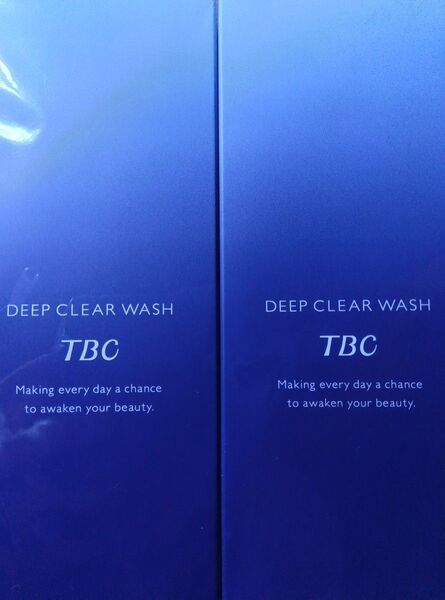 DEEP CLEAR WASH
TBC
Making every day a chance
to awaken your beauty.
DEEP CLEAR WASH
TBC
Making every day a chance
to awaken your beauty.